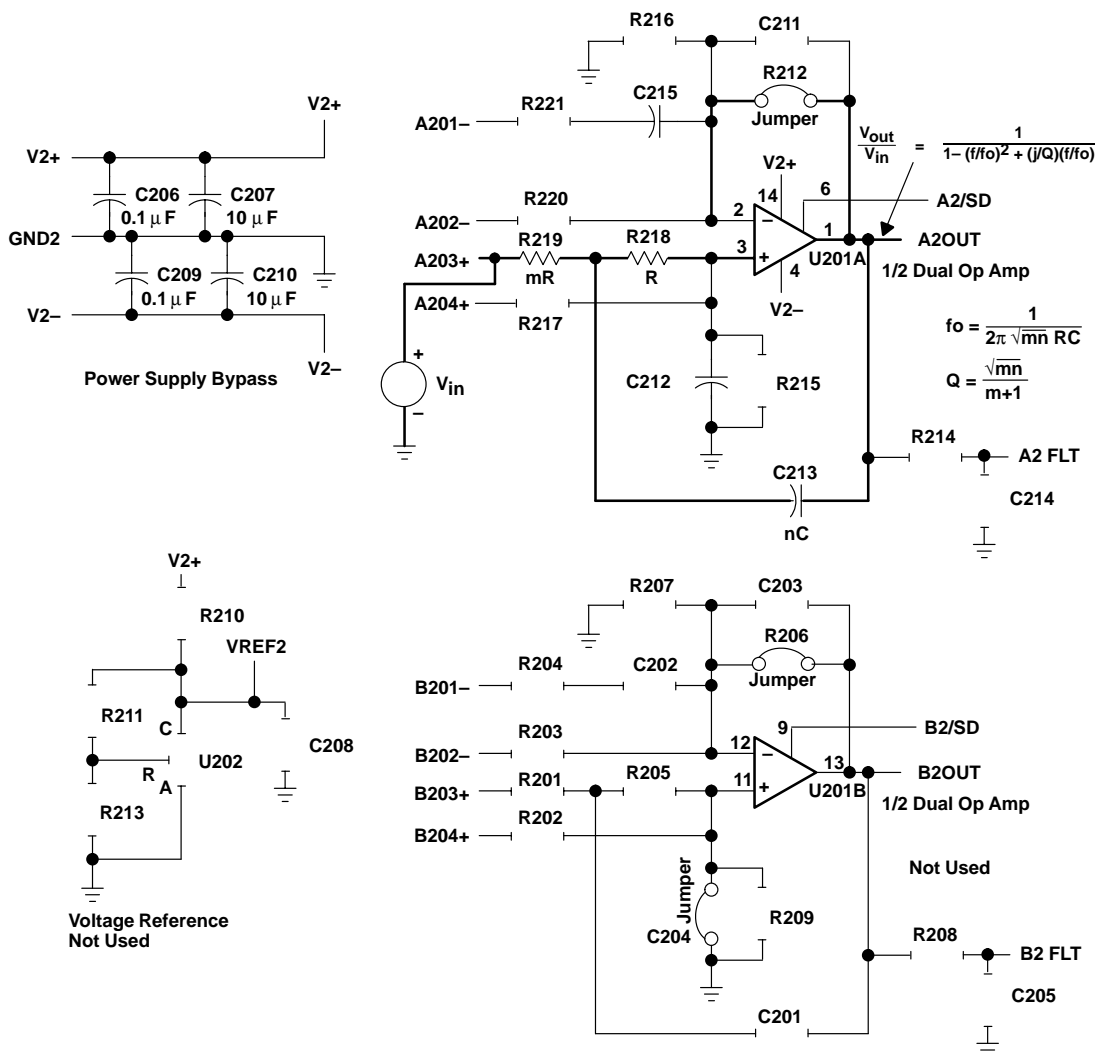 V2+
V2+
C206
0.1 μF
C207
10 μF
GND2
C209
0.1 μF
C210
10 μF
V2–
V2–
Power Supply Bypass
R216
C211
R212
Jumper
A201–
R221
C215
A202–
R220
A203+
R219
mR
R218
R
A204+
R217
V2+
14
2
–
3
+
4
V2–
6
1
U201A
A2/SD
A2OUT
1/2 Dual Op Amp
Vout/Vin = 1/(1– (f/fo)² + (j/Q)(f/fo))
fo = 1/(2π √mn RC)
Q = √mn/(m+1)
+
Vin
–
C212
R215
C213
nC
R214
A2 FLT
C214
V2+
R210
VREF2
R211
C
U202
R
A
R213
C208
Voltage Reference
Not Used
R207
C203
R206
Jumper
B201–
R204
C202
B202–
R203
B203+
R201
R205
B204+
R202
12
–
11
+
9
13
U201B
B2/SD
B2OUT
1/2 Dual Op Amp
Not Used
Jumper
C204
R209
R208
B2 FLT
C205
C201